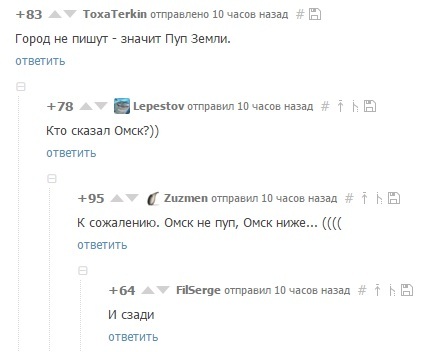 +83 ToxaTerkin отправлено 10 часов назад #
Город не пишут - значит Пуп Земли.
ответить
+78 Lepestov отправил 10 часов назад #
Кто сказал Омск?))
ответить
+95 Zuzmen отправил 10 часов назад #
К сожалению. Омск не пуп, Омск ниже... ((((
ответить
+64 FilSerge отправил 10 часов назад #
И сзади
ответить